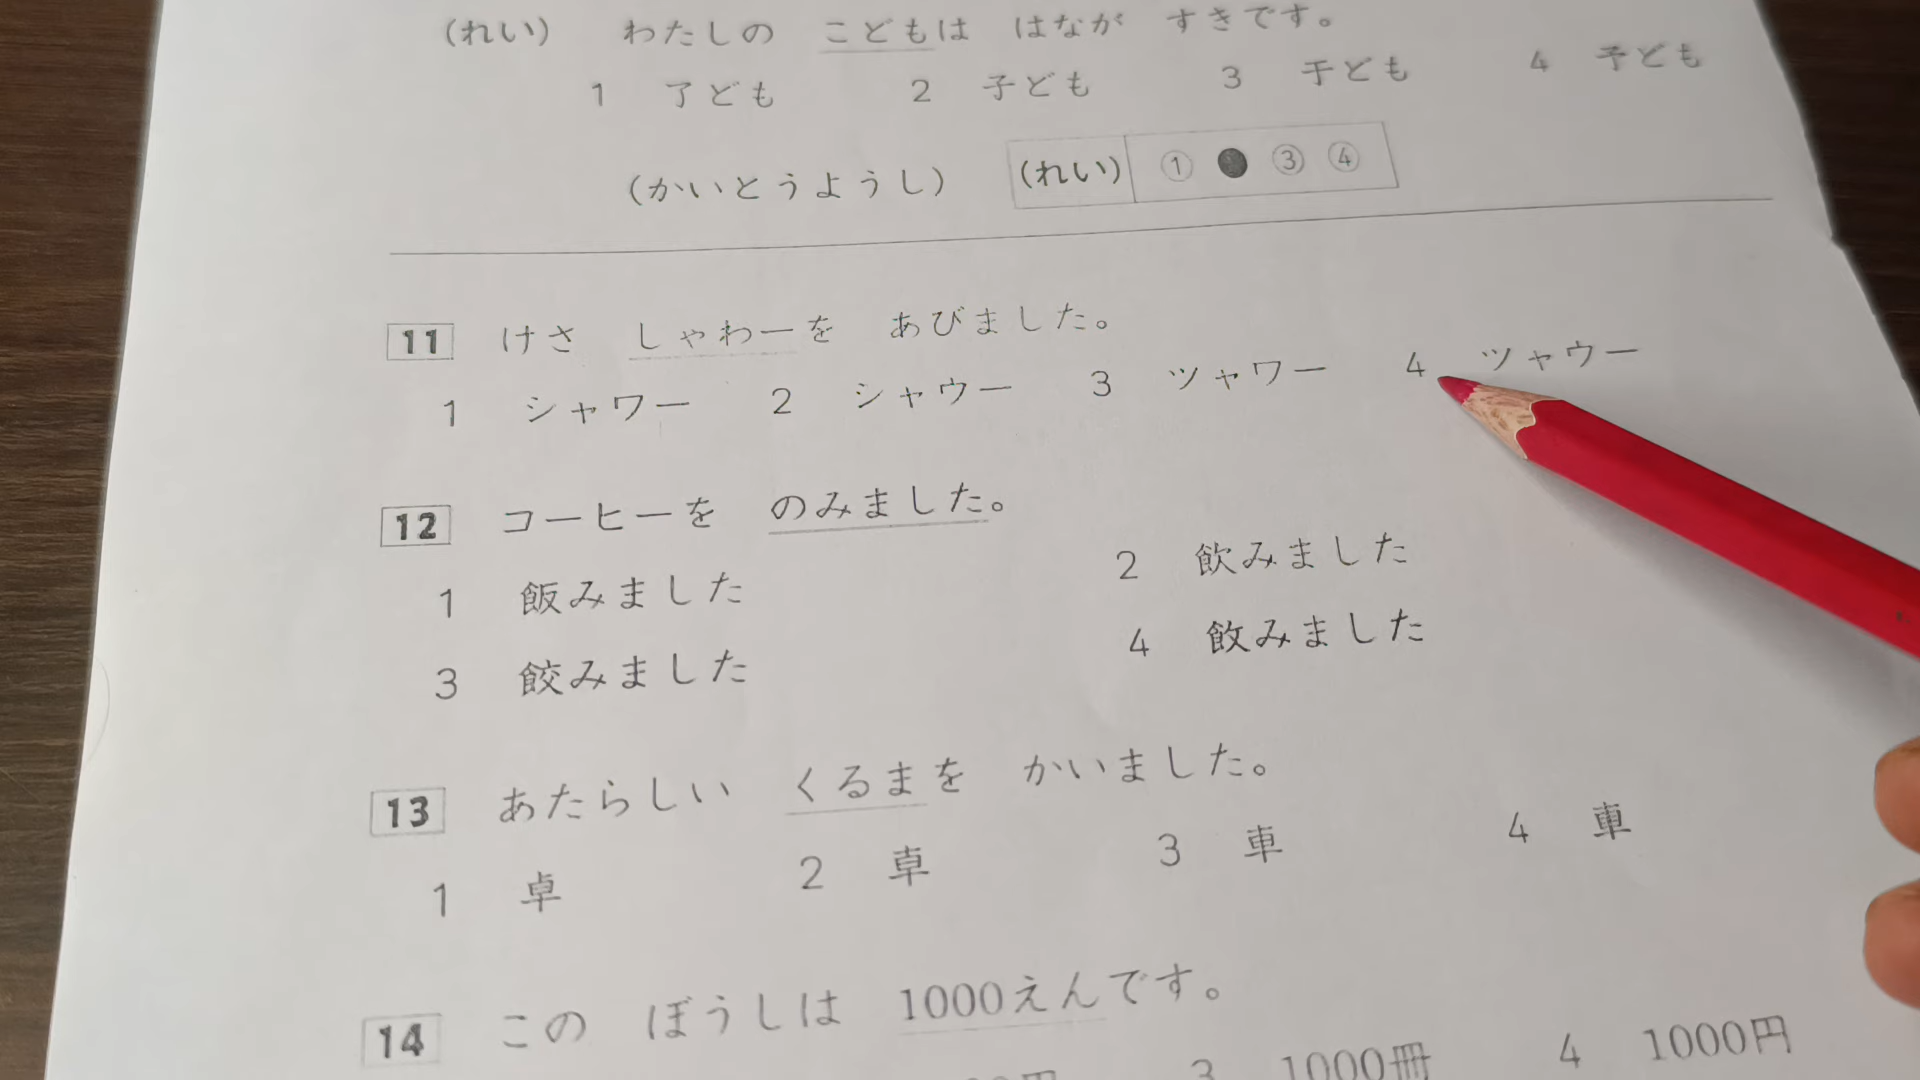 （れい）　わたしの　こどもは　はなが　すきです。
1　了ども　2　子ども　3　干ども　4　予ども
（かいとうようし）　（れい）　①　●　③　④
11　けさ　しゃわーを　あびました。
1　シャワー　2　シャウー　3　ツャワー　4　ツャウー
12　コーヒーを　のみました。
1　飯みました　2　飲みました
3　餃みました　4　飮みました
13　あたらしい　くるまを　かいました。
1　卓　3　車
14　この　ぼうしは　1000えんです。
3　1000冊　4　1000円